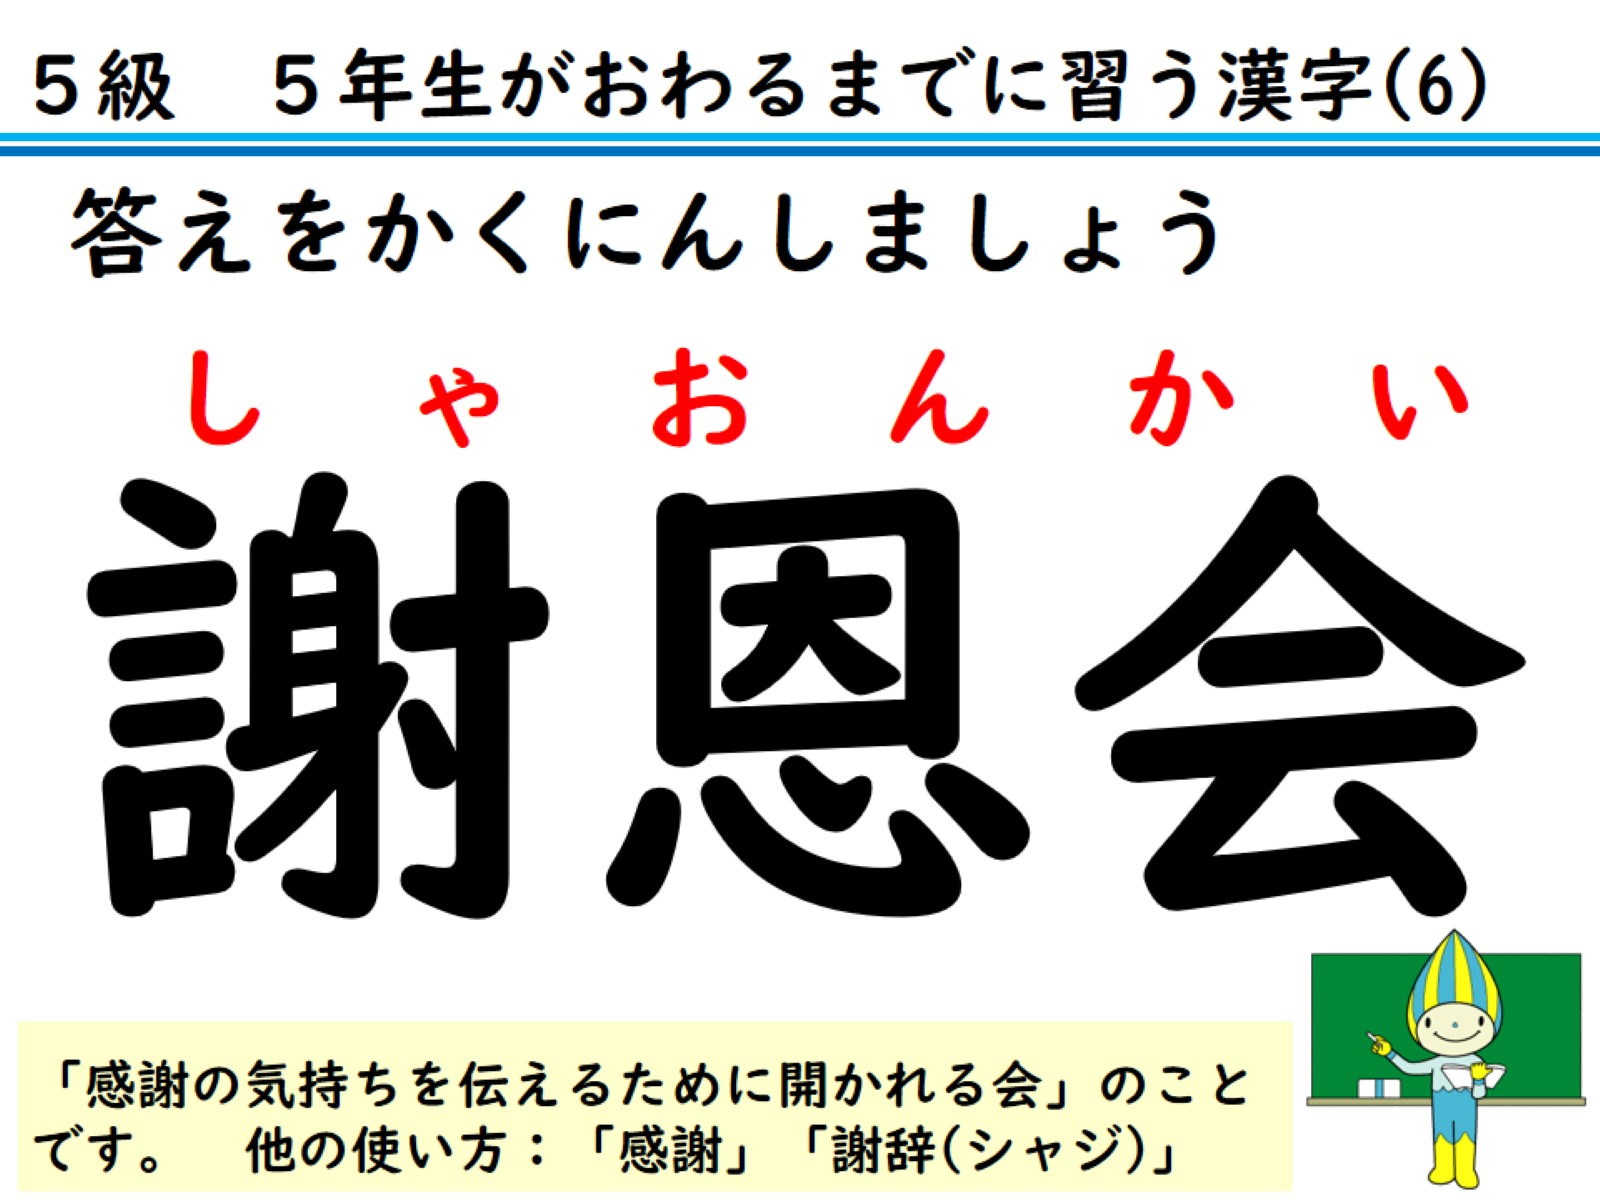 ５級　５年生がおわるまでに習う漢字(6)
答えをかくにんしましょう
しゃおんかい
謝恩会
「感謝の気持ちを伝えるために開かれる会」のこと
です。　他の使い方：「感謝」「謝辞(シャジ)」